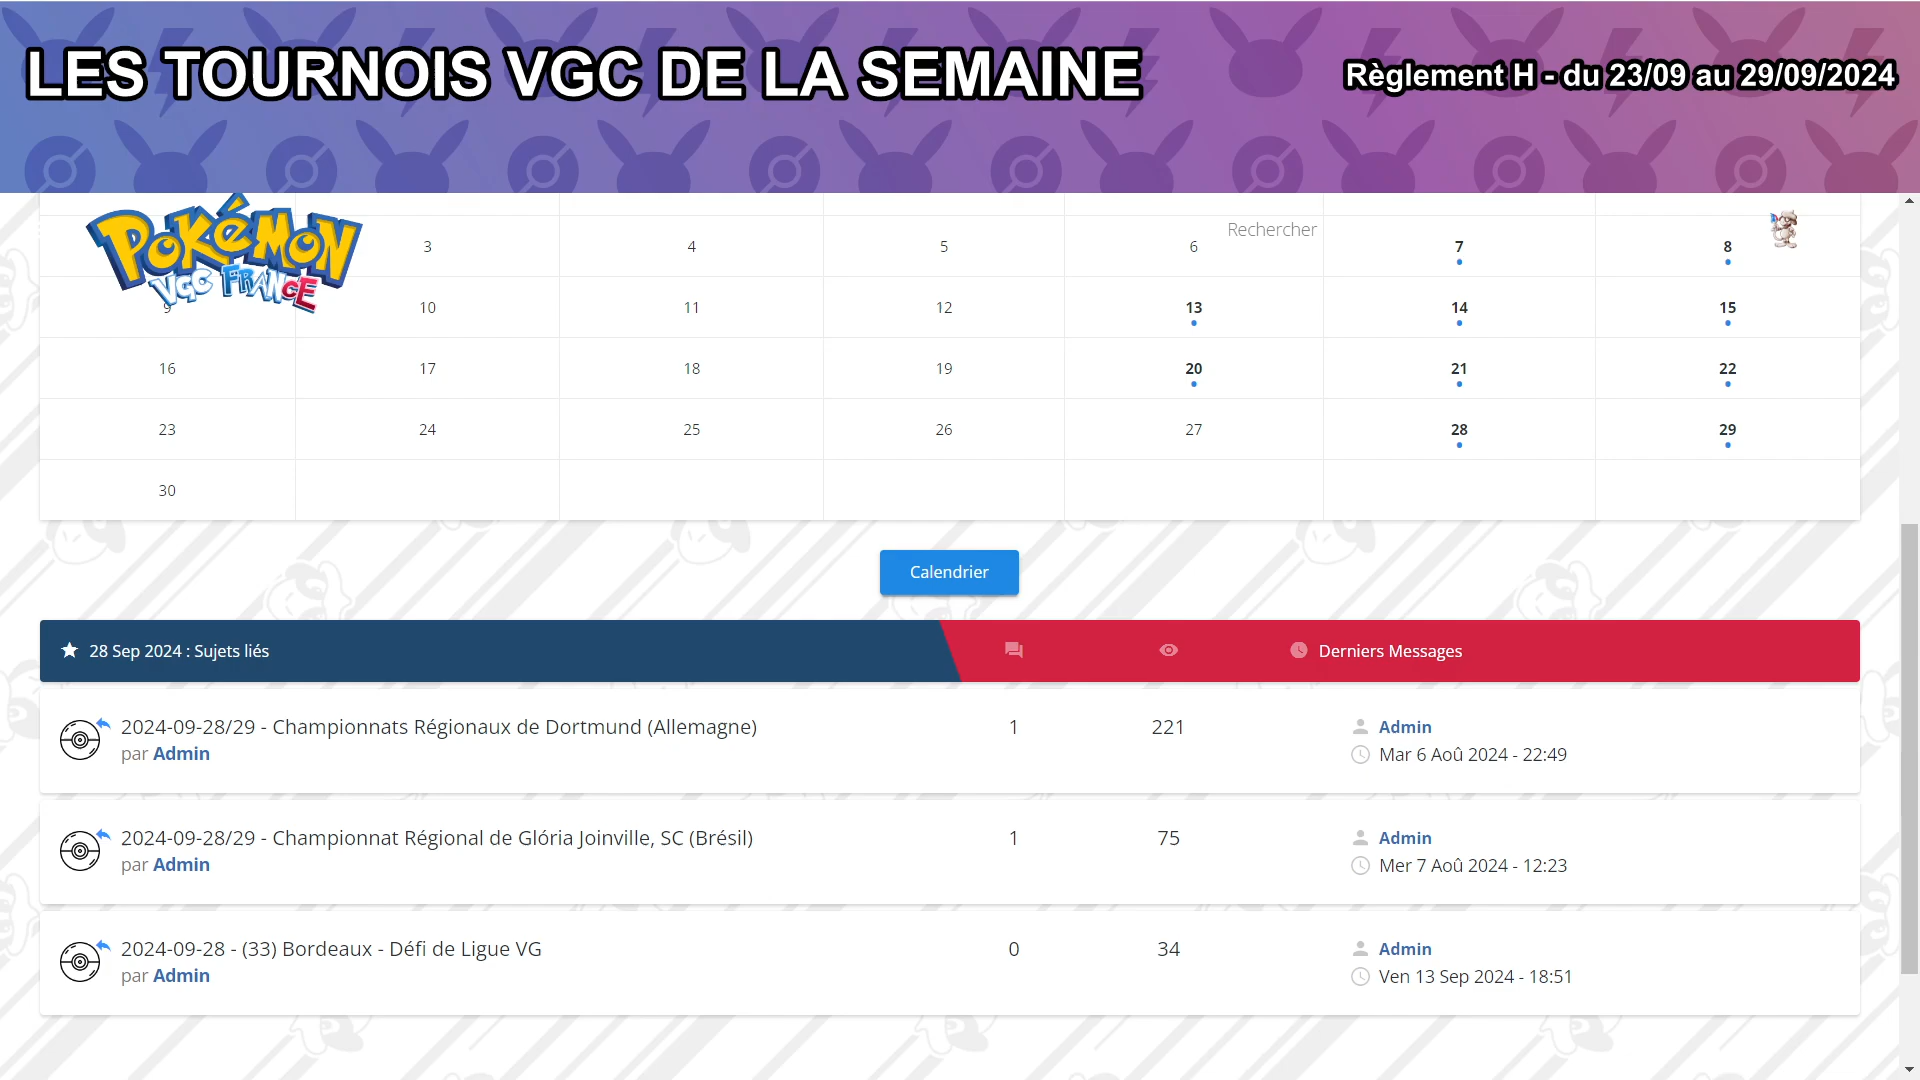 LES TOURNOIS VGC DE LA SEMAINE
Règlement H - du 23/09 au 29/09/2024
POKéMON
VGC FRANCE
Rechercher
3 4 5 6 7 8
9 10 11 12 13 14 15
16 17 18 19 20 21 22
23 24 25 26 27 28 29
30
Calendrier
28 Sep 2024 : Sujets liés
Derniers Messages
2024-09-28/29 - Championnats Régionaux de Dortmund (Allemagne) 1 221 Admin
par Admin Mar 6 Aoû 2024 - 22:49
2024-09-28/29 - Championnat Régional de Glória Joinville, SC (Brésil) 1 75 Admin
par Admin Mer 7 Aoû 2024 - 12:23
2024-09-28 - (33) Bordeaux - Défi de Ligue VG 0 34 Admin
par Admin Ven 13 Sep 2024 - 18:51